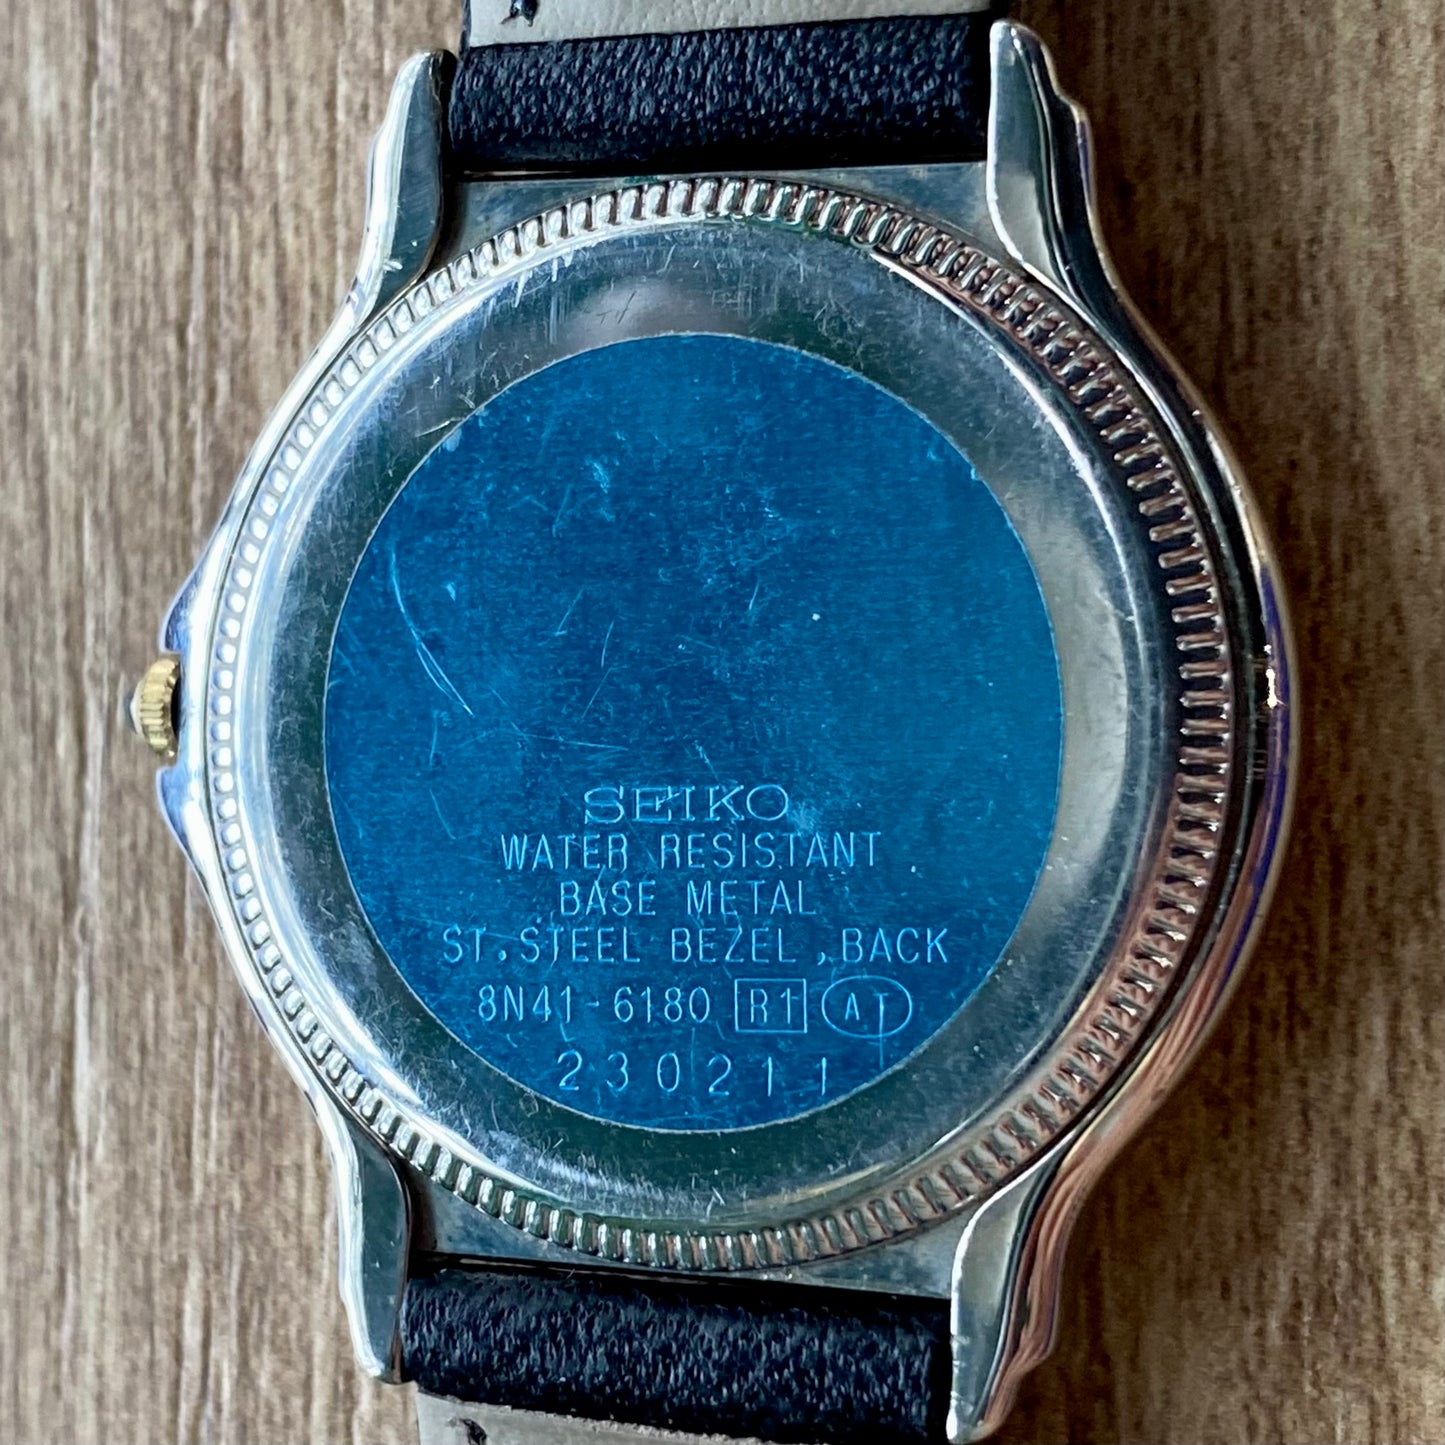 SEIKO
WATER RESISTANT
BASE METAL
ST.STEEL BEZEL,BACK
8N41-6180 R1 A
230211